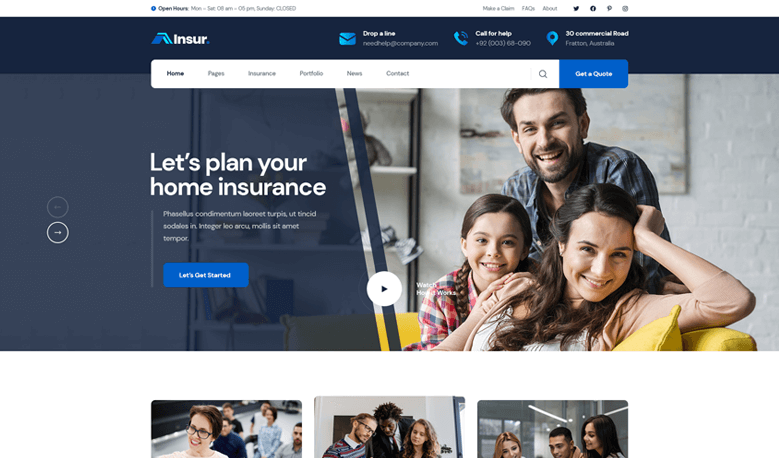 Open Hours: Mon – Sat: 09 am – 05 pm, Sunday: CLOSED
Make a Claim FAQs About
Insur.
Drop a line
needhelp@company.com
Call for help
+92 (003) 68-090
30 commercial Road
Fratton, Australia
Home Pages Insurance Portfolio News Contact
Get a Quote
Let's plan your
home insurance
Phasellus condimentum laoreet turpis, ut tincid
sodales in. Integer leo arcu, mollis sit amet
tempor.
Let's Get Started
Watch
How it Works